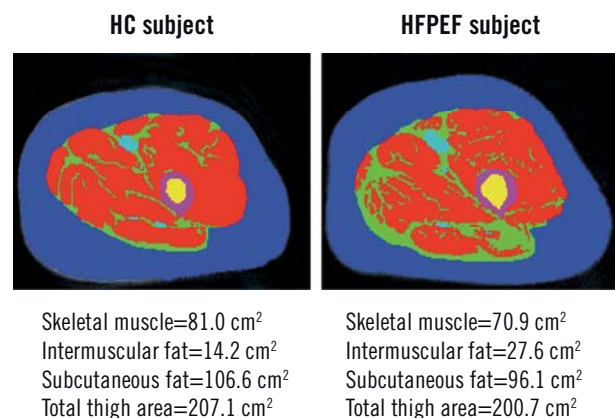 HC subject
HFPEF subject
Skeletal muscle=81.0 cm²
Intermuscular fat=14.2 cm²
Subcutaneous fat=106.6 cm²
Total thigh area=207.1 cm²
Skeletal muscle=70.9 cm²
Intermuscular fat=27.6 cm²
Subcutaneous fat=96.1 cm²
Total thigh area=200.7 cm²